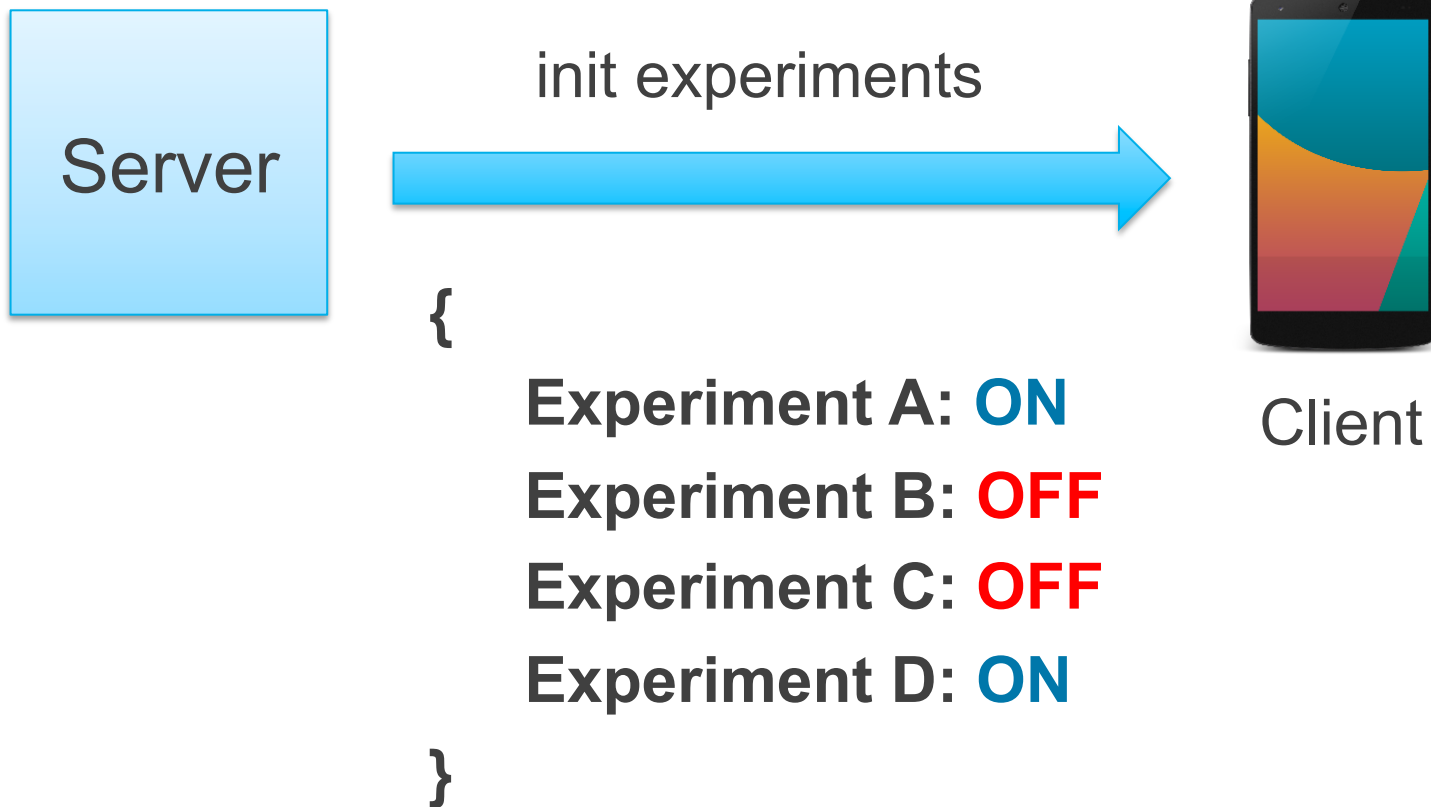 Server
init experiments
{
Experiment A: ON
Experiment B: OFF
Experiment C: OFF
Experiment D: ON
}
Client